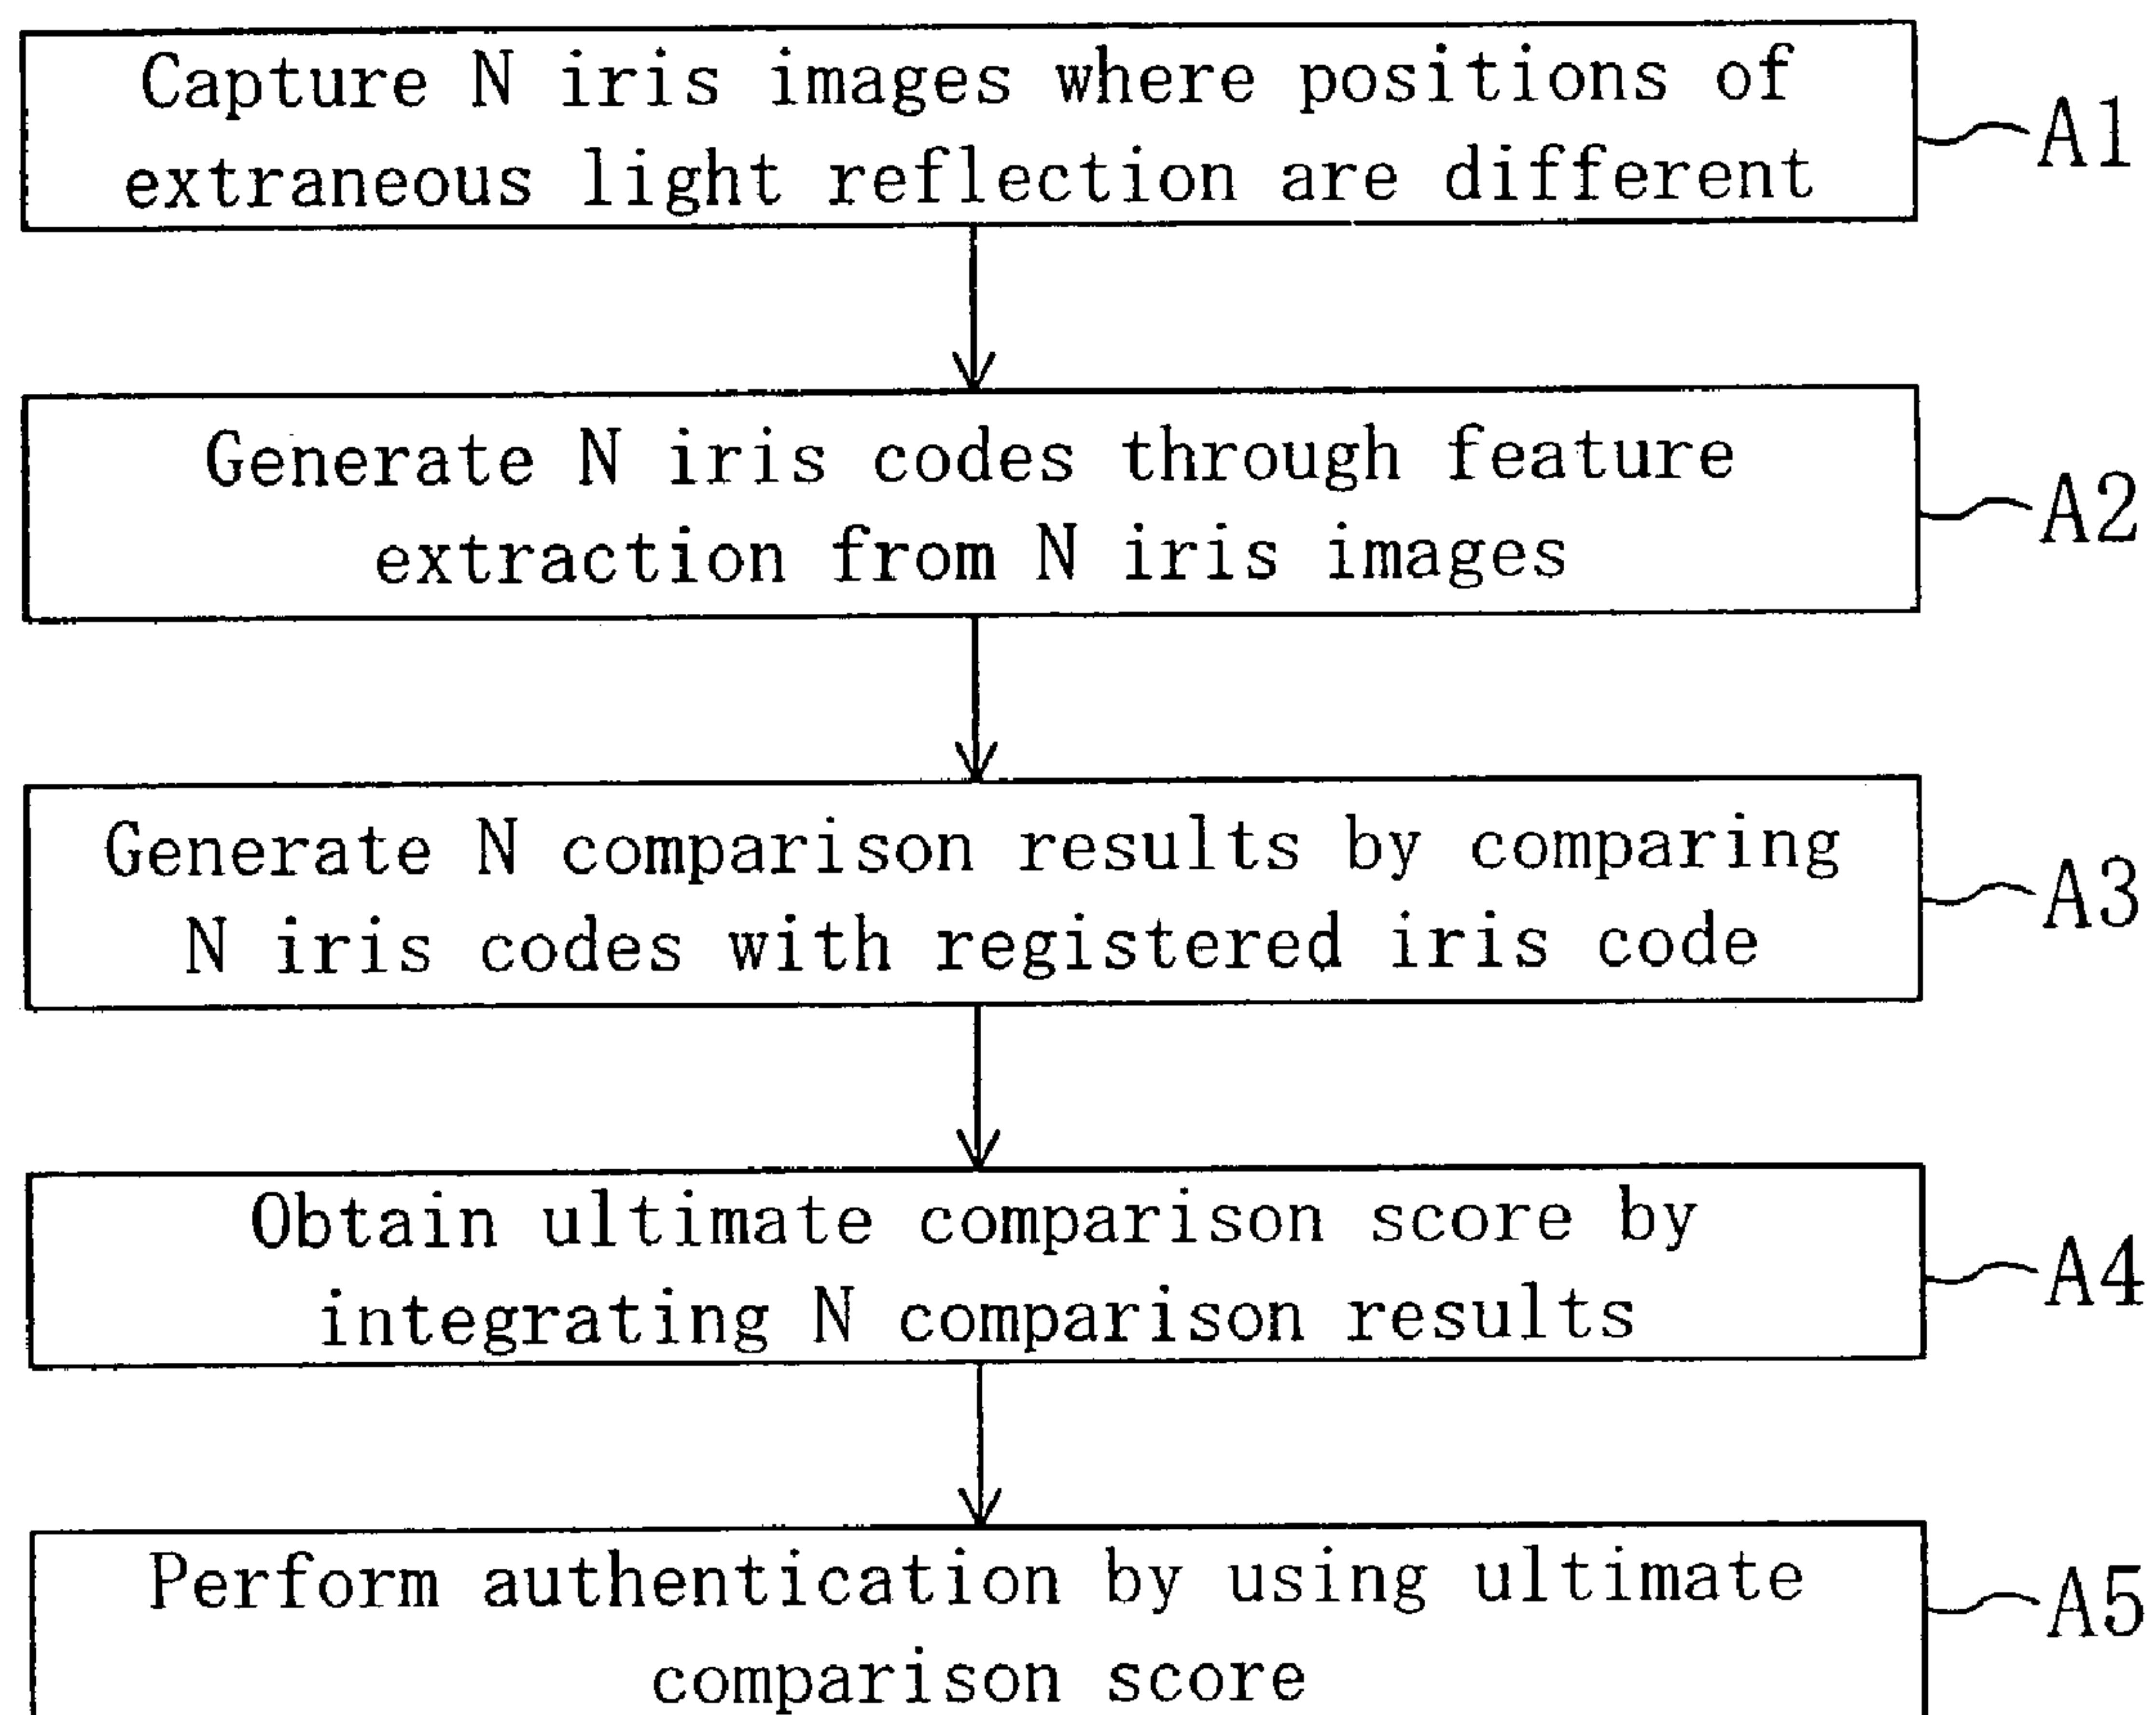 Capture N iris images where positions of
extraneous light reflection are different
A1
Generate N iris codes through feature
extraction from N iris images
A2
Generate N comparison results by comparing
N iris codes with registered iris code
A3
Obtain ultimate comparison score by
integrating N comparison results
A4
Perform authentication by using ultimate
comparison score
A5